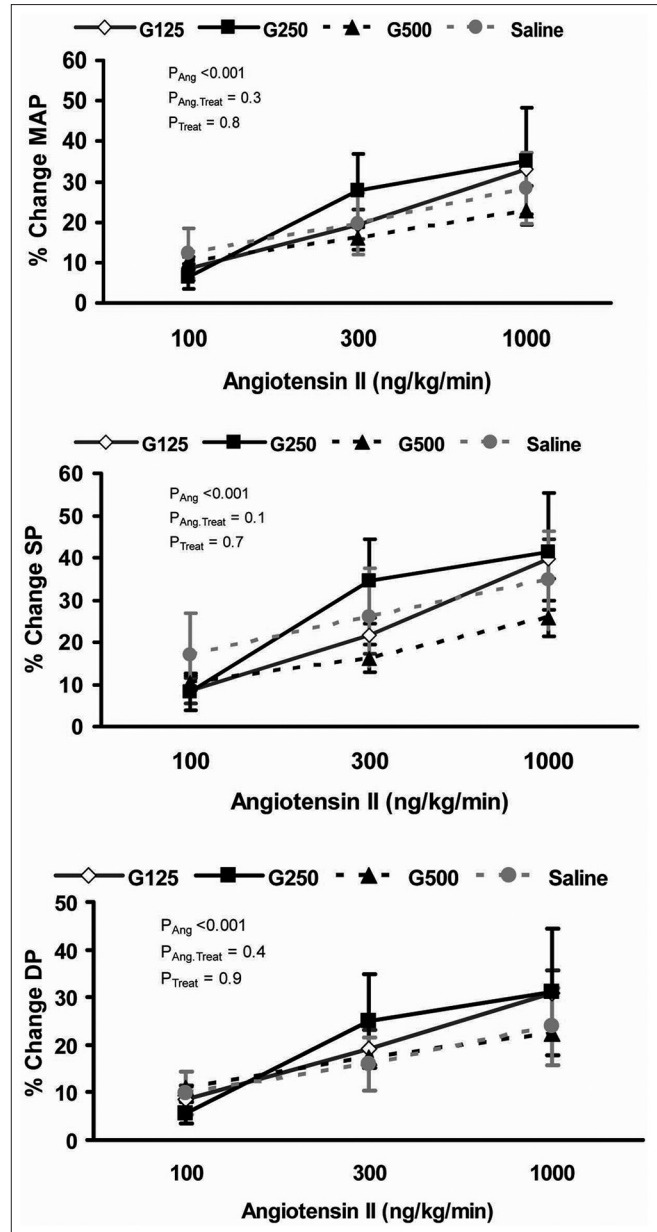 G125 G250 G500 Saline
P_Ang <0.001
P_Ang.Treat = 0.3
P_Treat = 0.8
% Change MAP
60
50
40
30
20
10
0
100 300 1000
Angiotensin II (ng/kg/min)
G125 G250 G500 Saline
P_Ang <0.001
P_Ang.Treat = 0.1
P_Treat = 0.7
% Change SP
60
50
40
30
20
10
0
100 300 1000
Angiotensin II (ng/kg/min)
G125 G250 G500 Saline
P_Ang <0.001
P_Ang.Treat = 0.4
P_Treat = 0.9
% Change DP
50
40
30
20
10
0
100 300 1000
Angiotensin II (ng/kg/min)